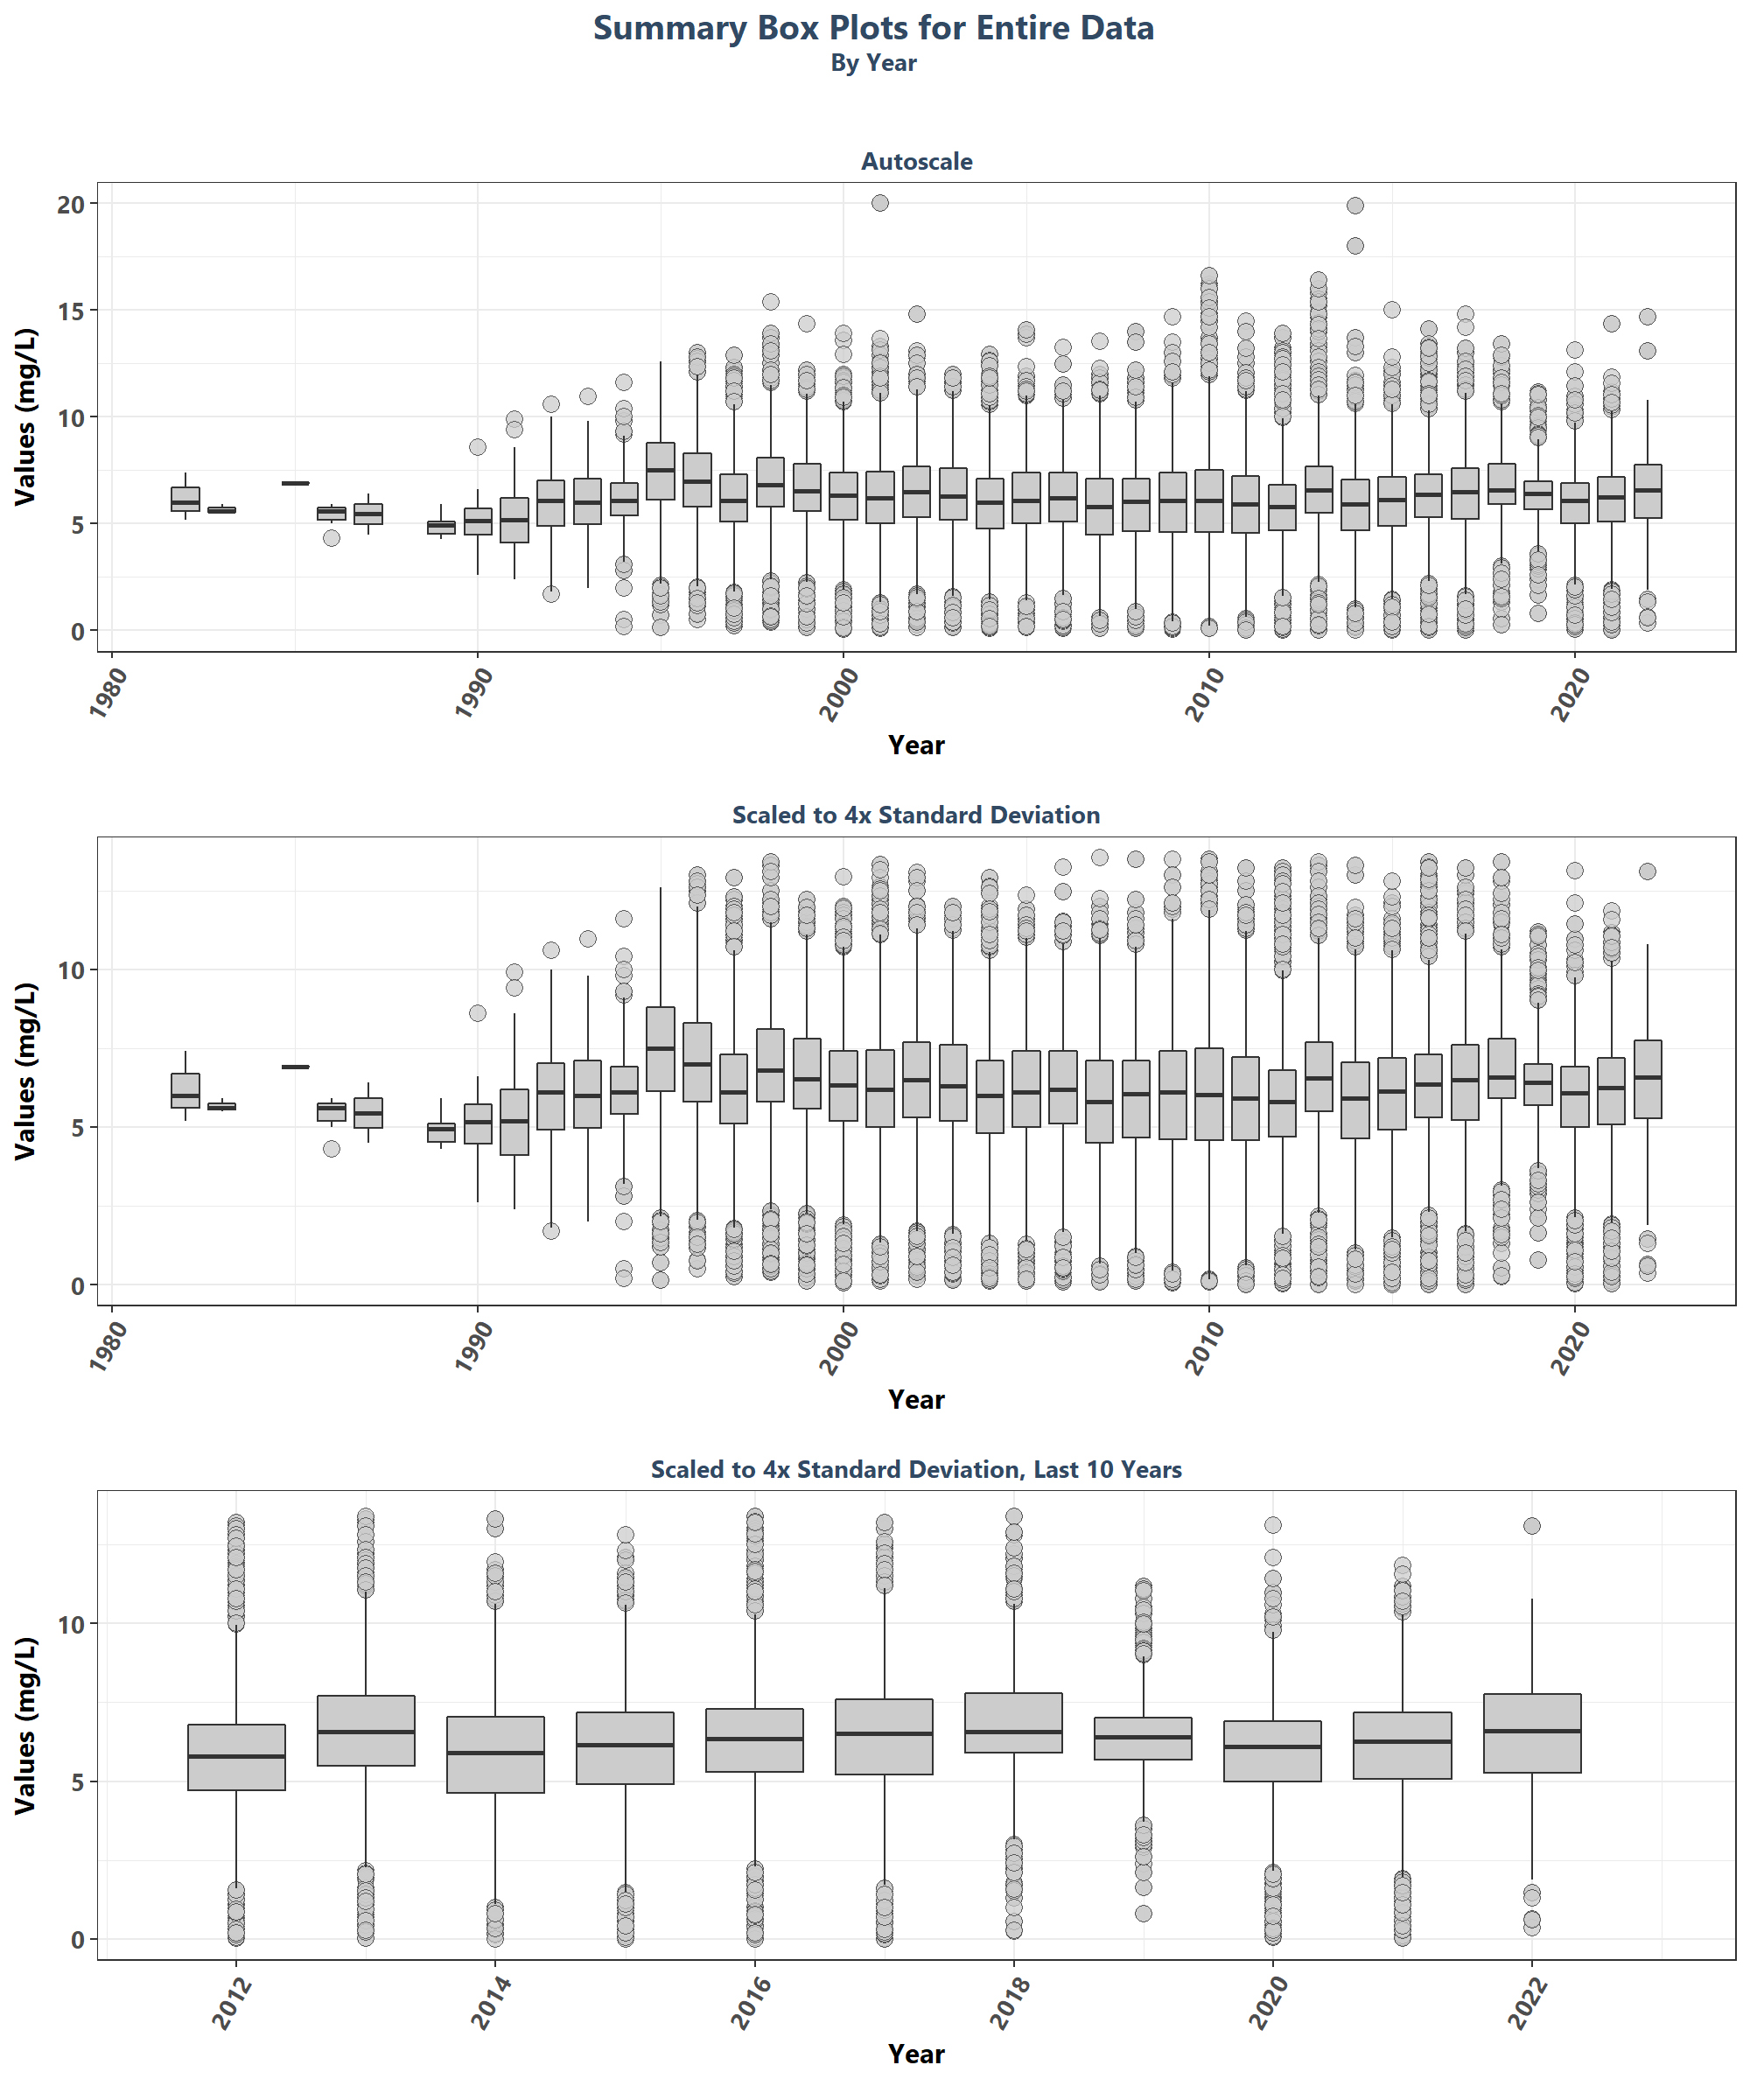 Summary Box Plots for Entire Data
By Year
Autoscale
Values (mg/L)
20
15
10
5
0
1980
1990
2000
2010
2020
Year
Scaled to 4x Standard Deviation
Values (mg/L)
10
5
0
1980
1990
2000
2010
2020
Year
Scaled to 4x Standard Deviation, Last 10 Years
Values (mg/L)
10
5
0
2012
2014
2016
2018
2020
2022
Year